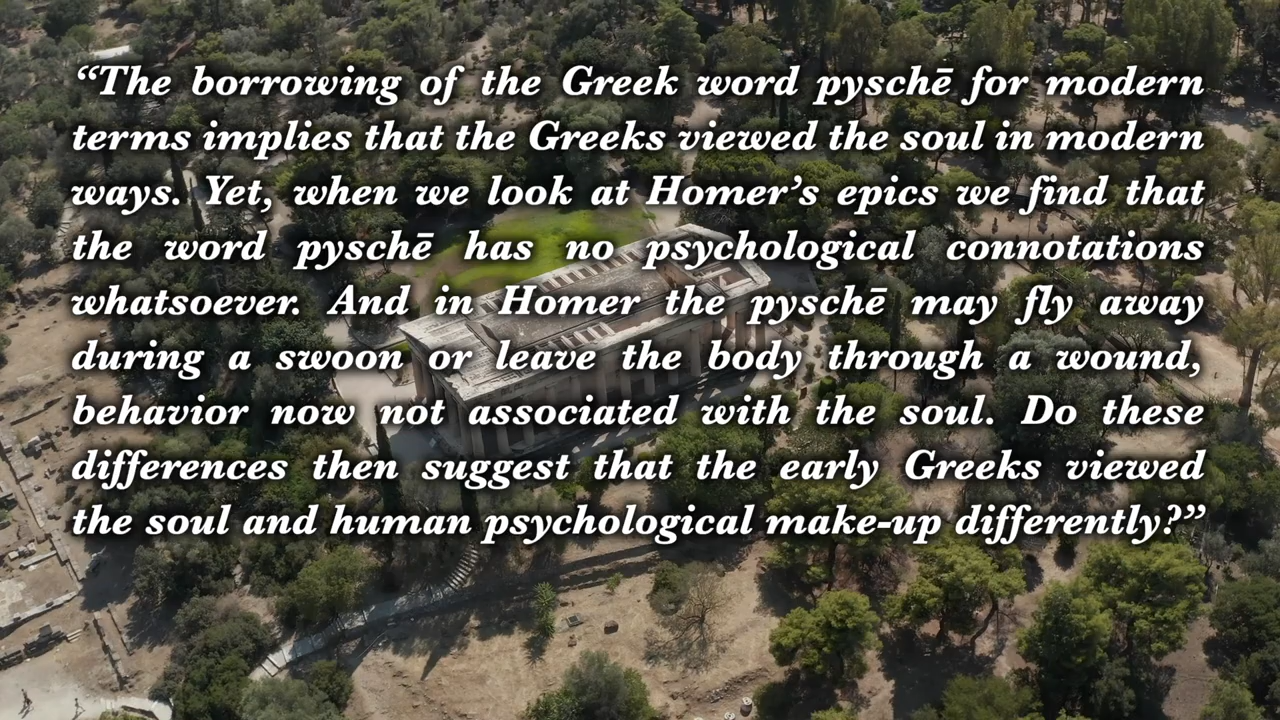 “The borrowing of the Greek word pyschē for modern
terms implies that the Greeks viewed the soul in modern
ways. Yet, when we look at Homer’s epics we find that
the word pyschē has no psychological connotations
whatsoever. And in Homer the pyschē may fly away
during a swoon or leave the body through a wound,
behavior now not associated with the soul. Do these
differences then suggest that the early Greeks viewed
the soul and human psychological make-up differently?”